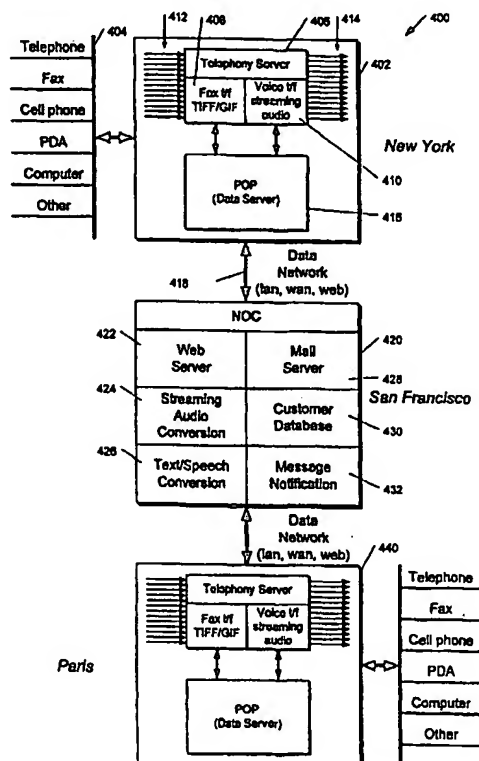 408
412
406
414
400
404
402
Telephone
Fax
Cell phone
PDA
Computer
Other
Telephony Server
Fax t/f
TIFF/GIF
Voice t/f
streaming
audio
New York
410
POP
(Data Server)
416
418
Data
Network
(lan, wan, web)
NOC
422
420
Web
Server
Mail
Server
428
424
San Francisco
Streaming
Audio
Conversion
Customer
Database
430
426
Text/Speech
Conversion
Message
Notification
432
Data
Network
(lan, wan, web)
440
Telephony Server
Fax t/f
TIFF/GIF
Voice t/f
streaming
audio
Paris
POP
(Data Server)
Telephone
Fax
Cell phone
PDA
Computer
Other